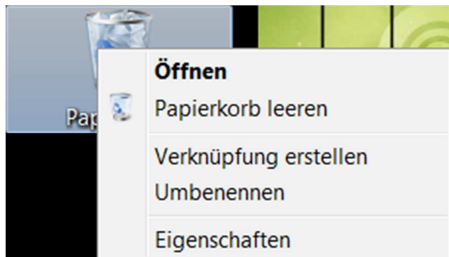 Öffnen
Papierkorb leeren
Verknüpfung erstellen
Umbenennen
Eigenschaften